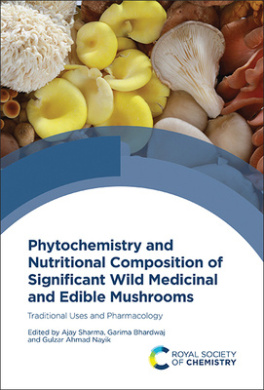 Phytochemistry and
Nutritional Composition of
Significant Wild Medicinal
and Edible Mushrooms
Traditional Uses and Pharmacology
Edited by Ajay Sharma, Garima Bhardwaj
and Gulzar Ahmad Nayik
ROYAL SOCIETY
OF CHEMISTRY